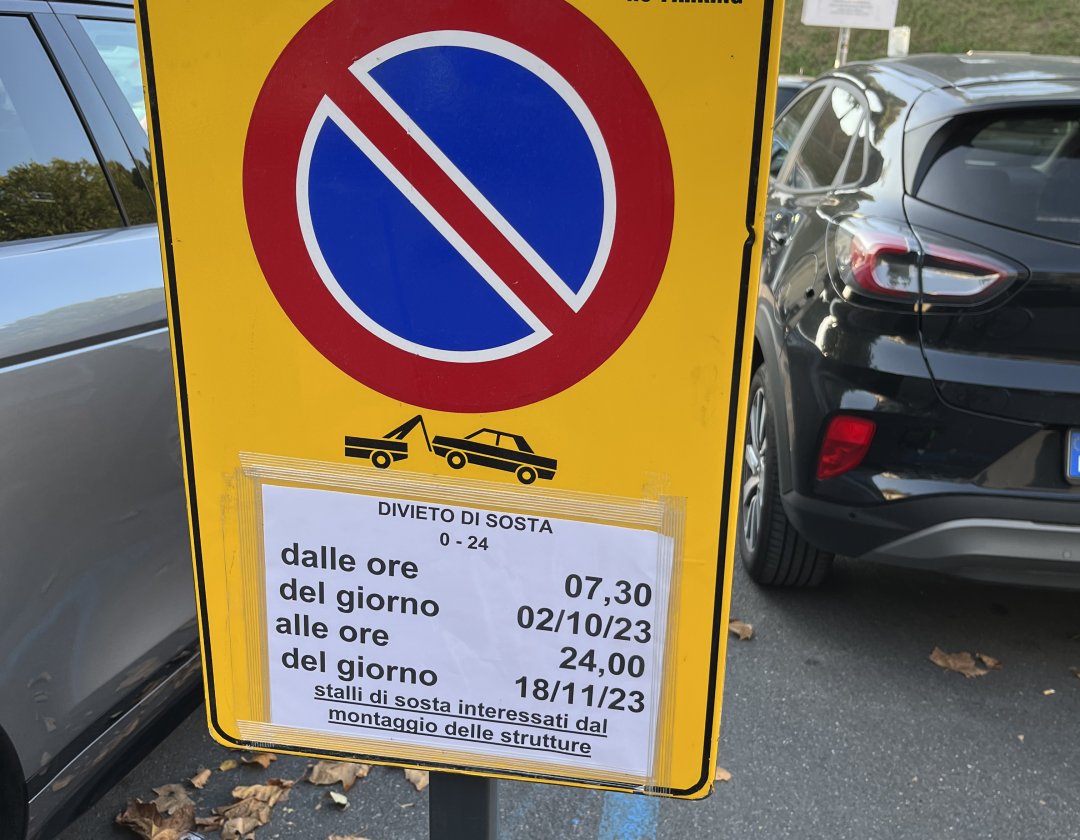 DIVIETO DI SOSTA
0 - 24
dalle ore 07,30
del giorno 02/10/23
alle ore 24,00
del giorno 18/11/23
stalli di sosta interessati dal
montaggio delle strutture